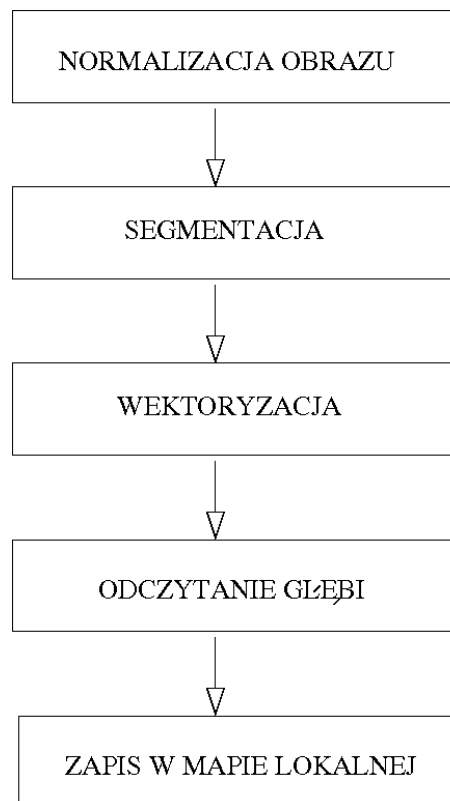 NORMALIZACJA OBRAZU
SEGMENTACJA
WEKTORYZACJA
ODCZYTANIE GŁĘBI
ZAPIS W MAPIE LOKALNEJ